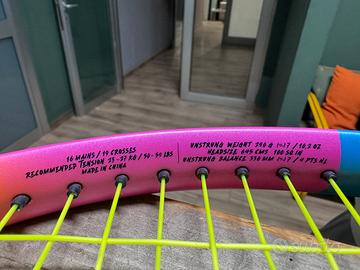 16 MAINS / 19 CROSSES
RECOMMENDED TENSION 23-27 KG / 50-59 LBS
MADE IN CHINA
UNSTRUNG WEIGHT 290 G +-7 / 10.2 OZ
HEADSIZE 645 CM2 100 SQ IN
UNSTRUNG BALANCE 330 MM +-7 / 4 PTS HL